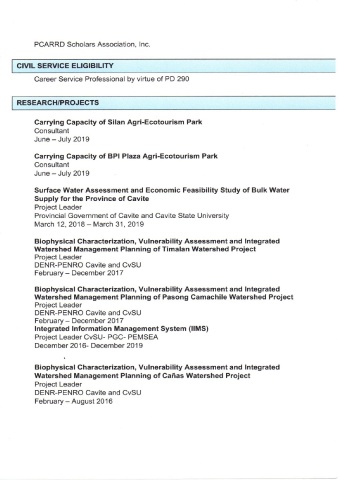 PCARRD Scholars Association, Inc.
CIVIL SERVICE ELIGIBILITY
Career Service Professional by virtue of PD 290
RESEARCH/PROJECTS
Carrying Capacity of Silan Agri-Ecotourism Park
Consultant
June – July 2019
Carrying Capacity of BPI Plaza Agri-Ecotourism Park
Consultant
June – July 2019
Surface Water Assessment and Economic Feasibility Study of Bulk Water
Supply for the Province of Cavite
Project Leader
Provincial Government of Cavite and Cavite State University
March 12, 2018 – March 31, 2019
Biophysical Characterization, Vulnerability Assessment and Integrated
Watershed Management Planning of Timalan Watershed Project
Project Leader
DENR-PENRO Cavite and CvSU
February – December 2017
Biophysical Characterization, Vulnerability Assessment and Integrated
Watershed Management Planning of Pasong Camachile Watershed Project
Project Leader
DENR-PENRO Cavite and CvSU
February – December 2017
Integrated Information Management System (IIMS)
Project Leader CvSU- PGC- PEMSEA
December 2016- December 2019
Biophysical Characterization, Vulnerability Assessment and Integrated
Watershed Management Planning of Cañas Watershed Project
Project Leader
DENR-PENRO Cavite and CvSU
February – August 2016